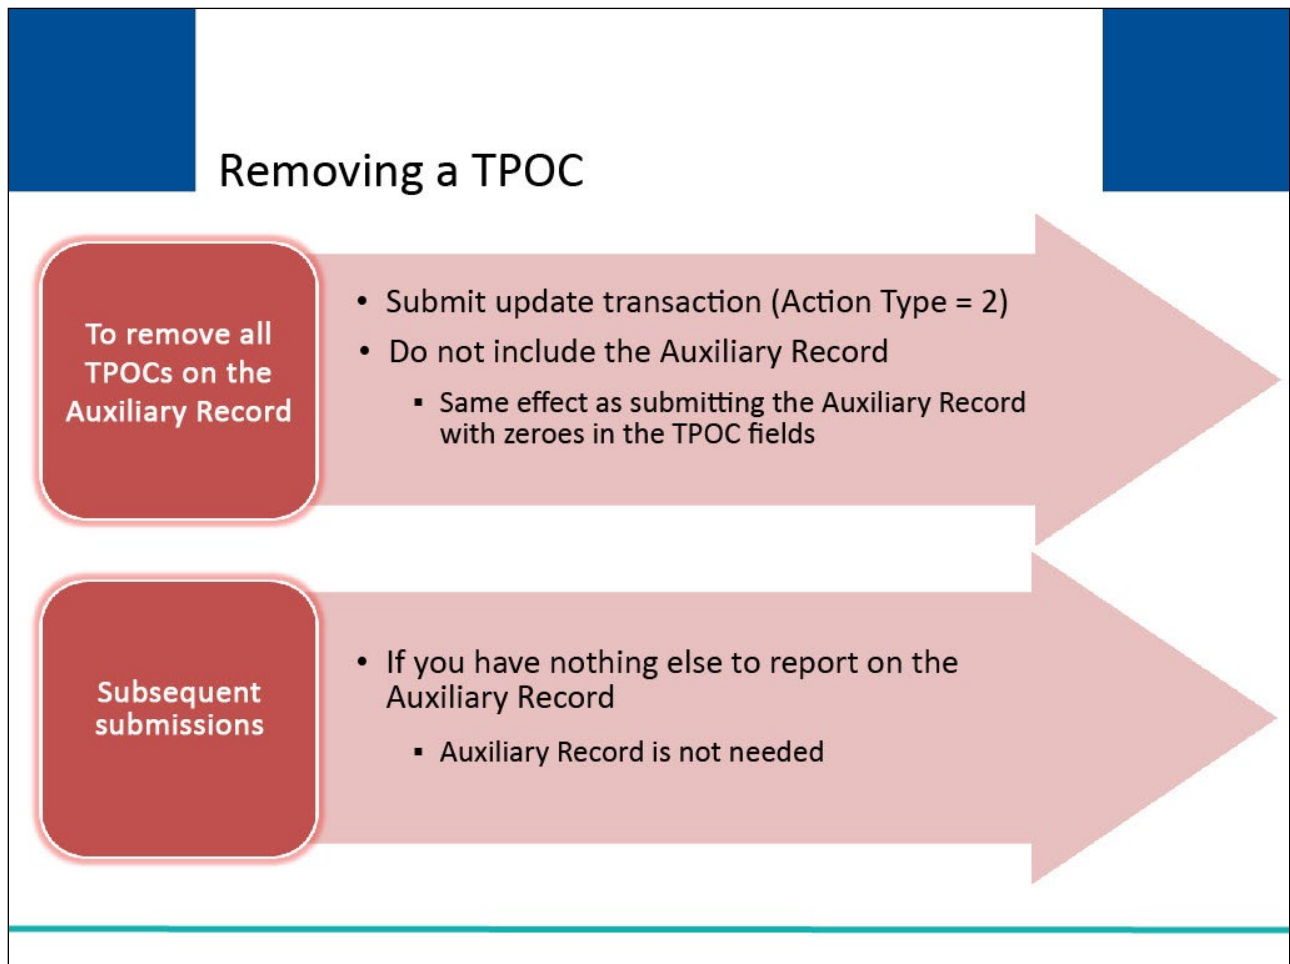 Removing a TPOC
To remove all
TPOCs on the
Auxiliary Record
• Submit update transaction (Action Type = 2)
• Do not include the Auxiliary Record
▪ Same effect as submitting the Auxiliary Record
with zeroes in the TPOC fields
Subsequent
submissions
• If you have nothing else to report on the
Auxiliary Record
▪ Auxiliary Record is not needed